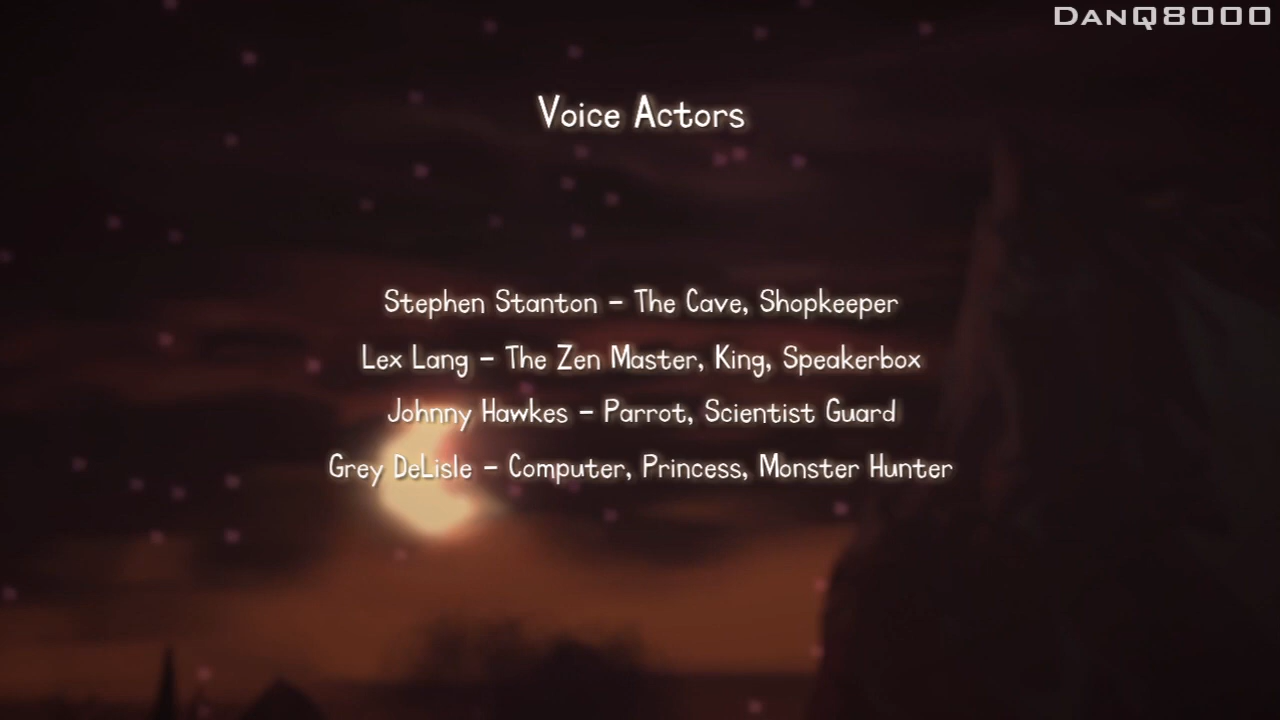 DanQ8000
Voice Actors
Stephen Stanton – The Cave, Shopkeeper
Lex Lang – The Zen Master, King, Speakerbox
Johnny Hawkes – Parrot, Scientist Guard
Grey DeLisle – Computer, Princess, Monster Hunter